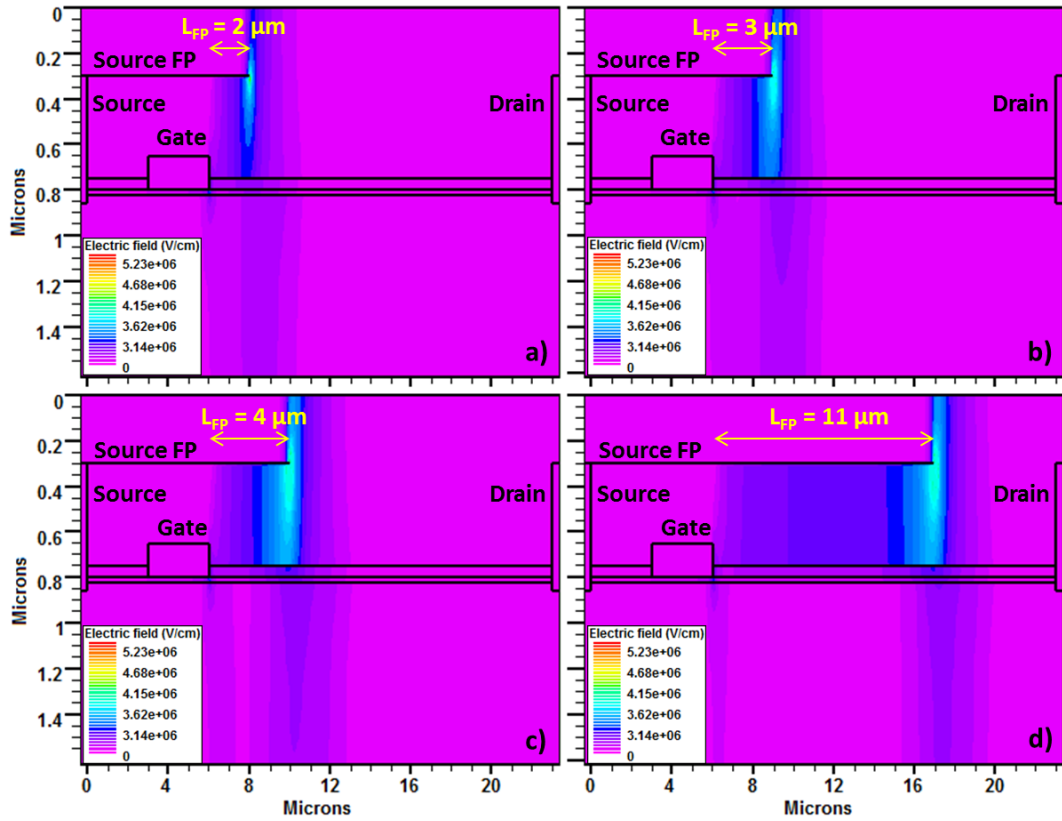 L_FP = 2 µm
Source FP
Source
Drain
Gate
Electric field (V/cm)
5.23e+06
4.68e+06
4.15e+06
3.62e+06
3.14e+06
0
a)
0
0.2
0.4
0.6
0.8
1
1.2
1.4
Microns
L_FP = 3 µm
Source FP
Source
Drain
Gate
Electric field (V/cm)
5.23e+06
4.68e+06
4.15e+06
3.62e+06
3.14e+06
0
b)
L_FP = 4 µm
Source FP
Source
Drain
Gate
Electric field (V/cm)
5.23e+06
4.68e+06
4.15e+06
3.62e+06
3.14e+06
0
c)
0
0.2
0.4
0.6
0.8
1
1.2
1.4
Microns
0 4 8 12 16 20
Microns
L_FP = 11 µm
Source FP
Source
Drain
Gate
Electric field (V/cm)
5.23e+06
4.68e+06
4.15e+06
3.62e+06
3.14e+06
0
d)
0 4 8 12 16 20
Microns